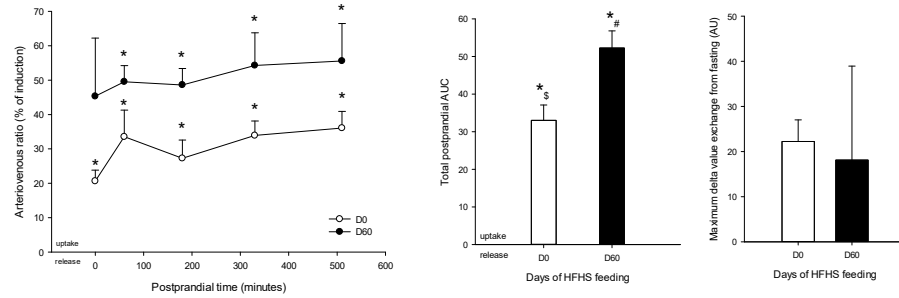 Arteriovenous ratio (% of induction)
70
60
50
40
30
20
10
0
* * * *
* * * * *
D0
D60
uptake
release
0 100 200 300 400 500 600
Postprandial time (minutes)
Total postprandial AUC
60
50
40
30
20
10
0
*$
*#
uptake
release
D0 D60
Days of HFHS feeding
Maximum delta value exchange from fasting (AU)
50
40
30
20
10
0
D0 D60
Days of HFHS feeding